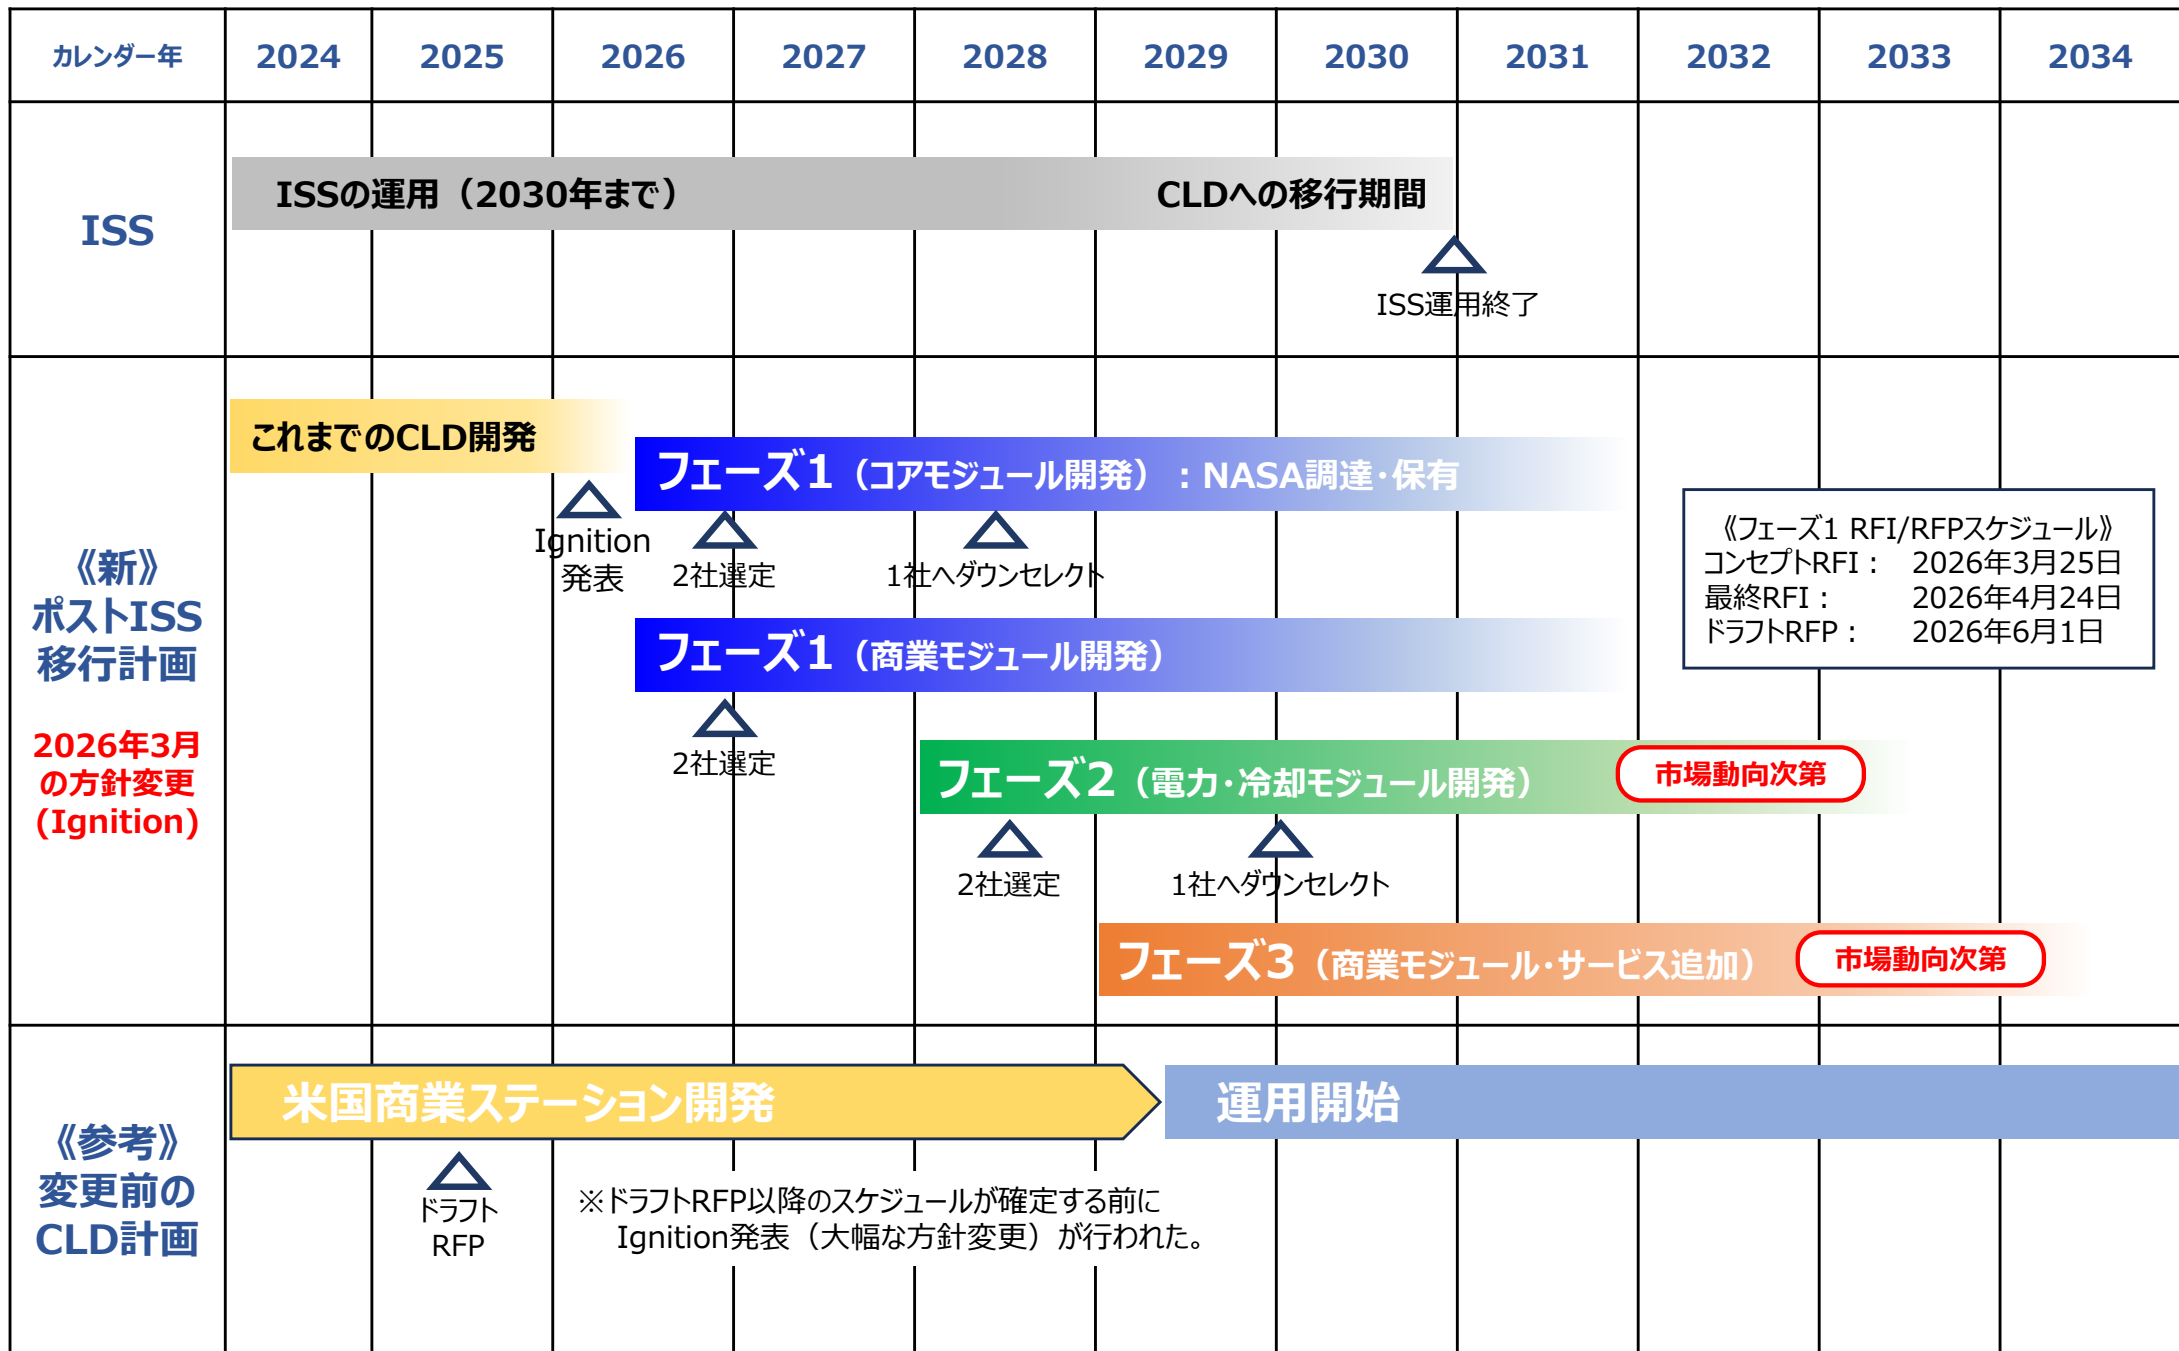 カレンダー年 2024 2025 2026 2027 2028 2029 2030 2031 2032 2033 2034
ISS
ISSの運用（2030年まで）
CLDへの移行期間
ISS運用終了
《新》
ポストISS
移行計画
2026年3月
の方針変更
(Ignition)
これまでのCLD開発
Ignition
発表
フェーズ1（コアモジュール開発）：NASA調達・保有
2社選定
1社へダウンセレクト
フェーズ1（商業モジュール開発）
2社選定
《フェーズ1 RFI/RFPスケジュール》
コンセプトRFI： 2026年3月25日
最終RFI： 2026年4月24日
ドラフトRFP： 2026年6月1日
フェーズ2（電力・冷却モジュール開発）
市場動向次第
2社選定
1社へダウンセレクト
フェーズ3（商業モジュール・サービス追加）
市場動向次第
《参考》
変更前の
CLD計画
米国商業ステーション開発
運用開始
ドラフト
RFP
※ドラフトRFP以降のスケジュールが確定する前に
Ignition発表（大幅な方針変更）が行われた。